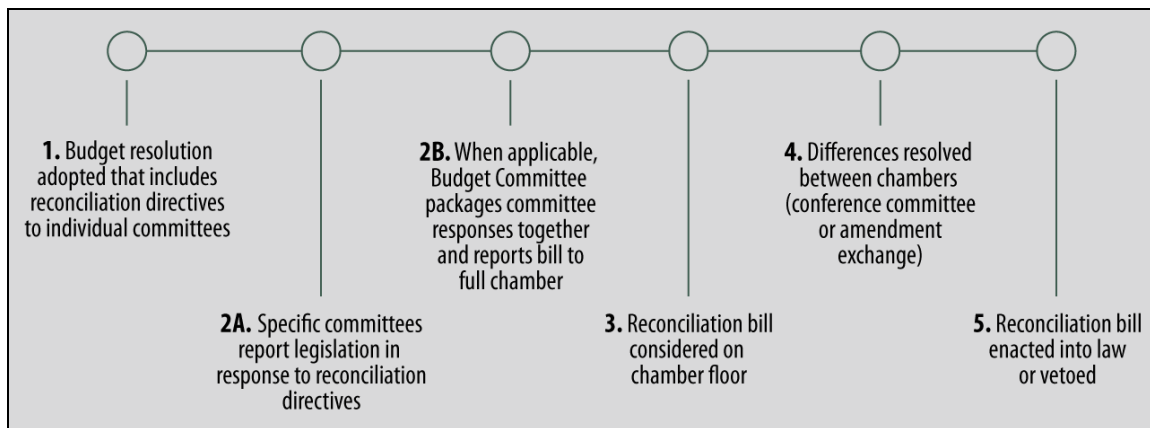 1. Budget resolution
adopted that includes
reconciliation directives
to individual committees
2A. Specific committees
report legislation in
response to reconciliation
directives
2B. When applicable,
Budget Committee
packages committee
responses together
and reports bill to
full chamber
3. Reconciliation bill
considered on
chamber floor
4. Differences resolved
between chambers
(conference committee
or amendment
exchange)
5. Reconciliation bill
enacted into law
or vetoed